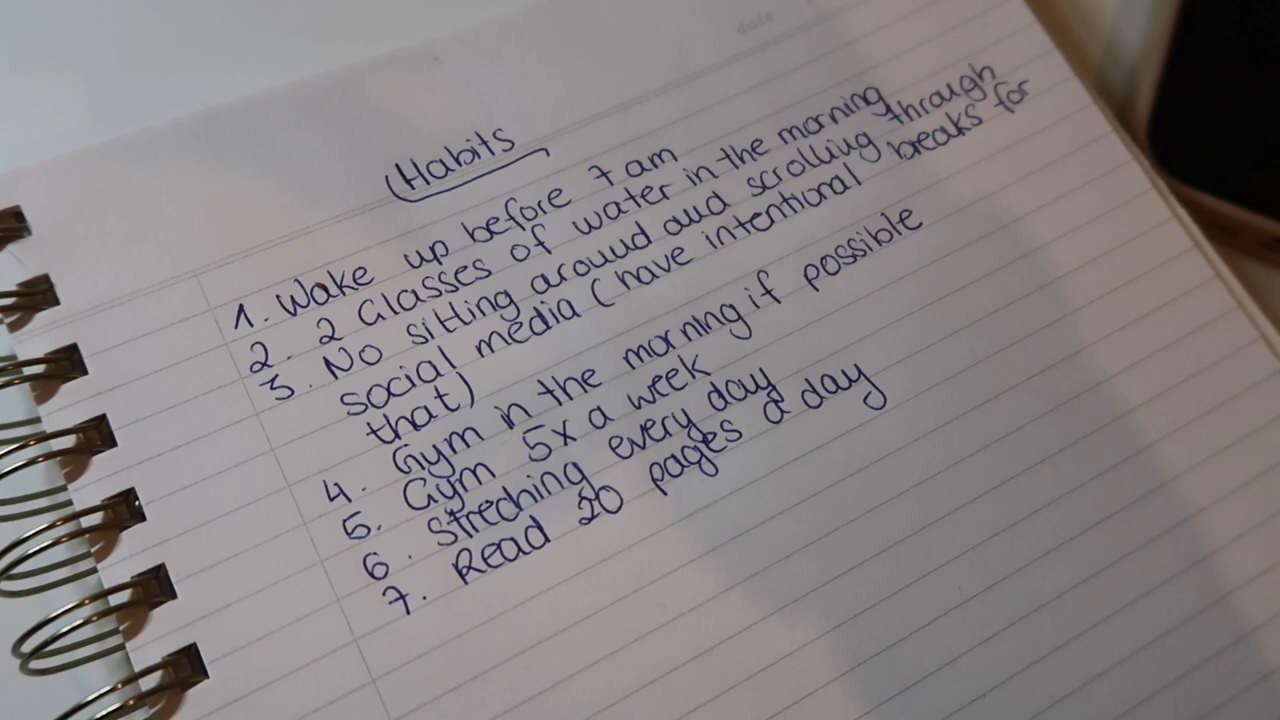 date
Habits
1. Wake up before 7 am
2. 2 Glasses of water in the morning
3. No sitting around and scrolling through
social media (have intentional breaks for
that)
4. Gym in the morning if possible
5. Gym 5x a week
6. Streching every day
7. Read 20 pages a day